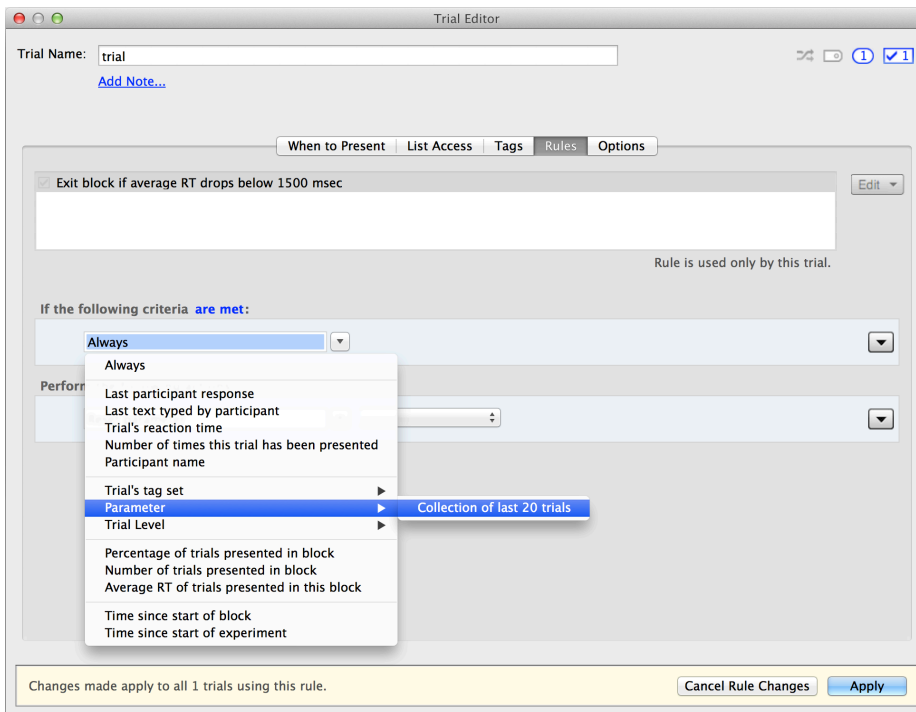 Trial Editor
Trial Name: trial
1 1
Add Note...
When to Present List Access Tags Rules Options
Exit block if average RT drops below 1500 msec
Edit
Rule is used only by this trial.
If the following criteria are met:
Always
Always
Perform
Last participant response
Last text typed by participant
Trial's reaction time
Number of times this trial has been presented
Participant name
Trial's tag set
Parameter Collection of last 20 trials
Trial Level
Percentage of trials presented in block
Number of trials presented in block
Average RT of trials presented in this block
Time since start of block
Time since start of experiment
Changes made apply to all 1 trials using this rule.
Cancel Rule Changes Apply